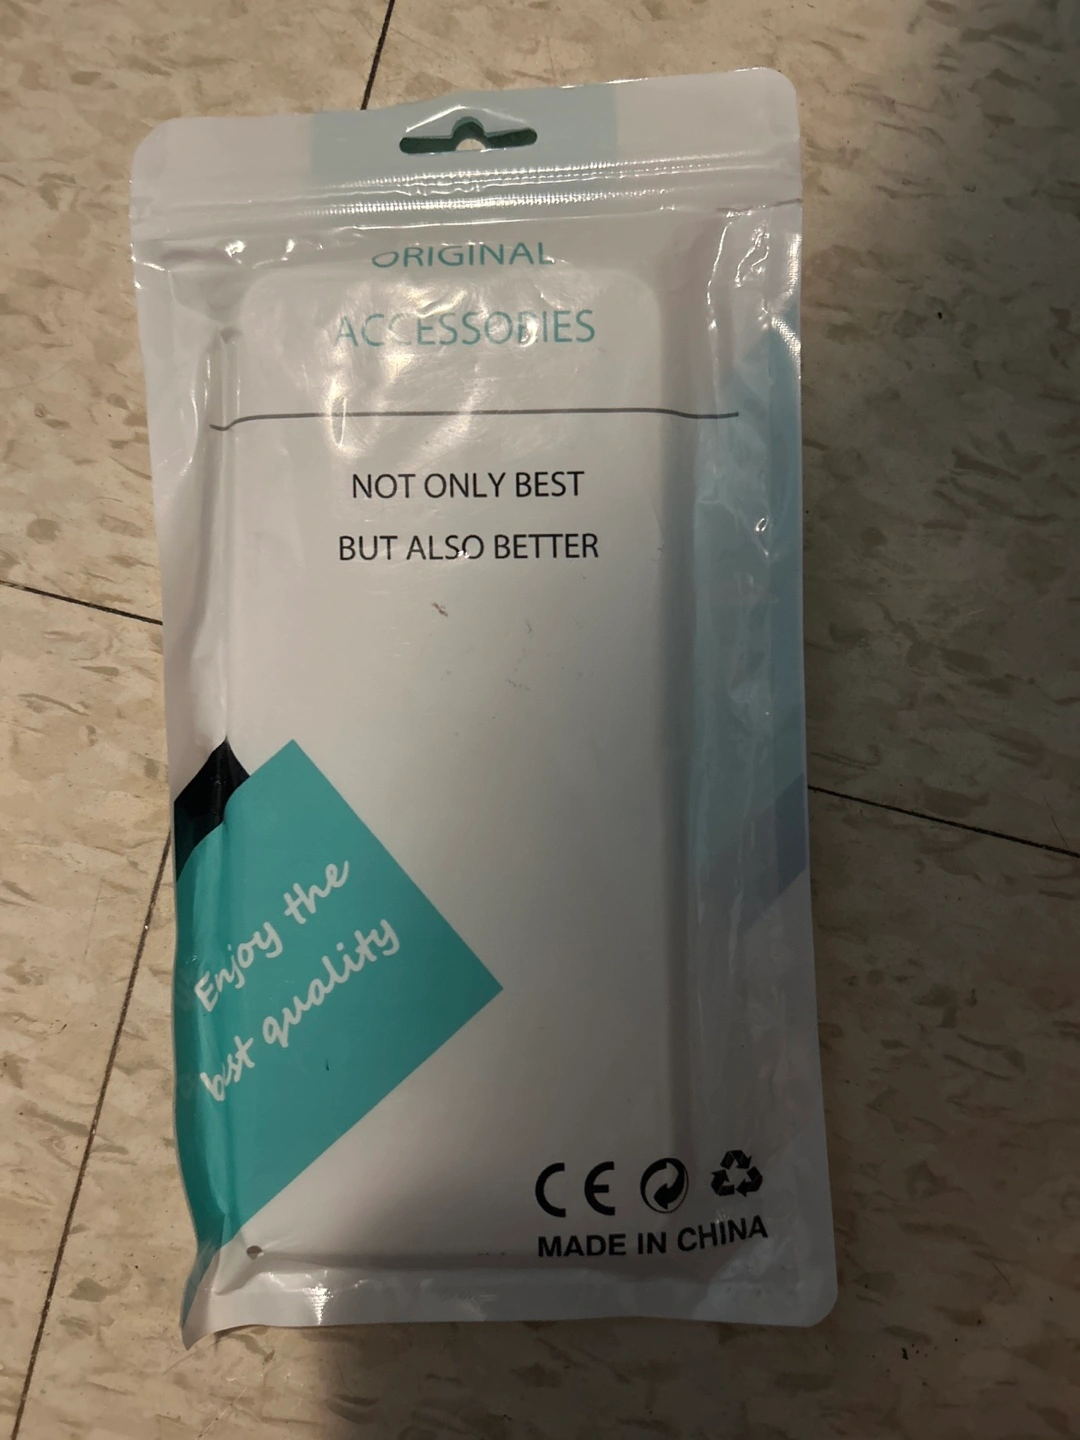 ORIGINAL
ACCESSORIES
NOT ONLY BEST
BUT ALSO BETTER
Enjoy the
best quality
CE
MADE IN CHINA